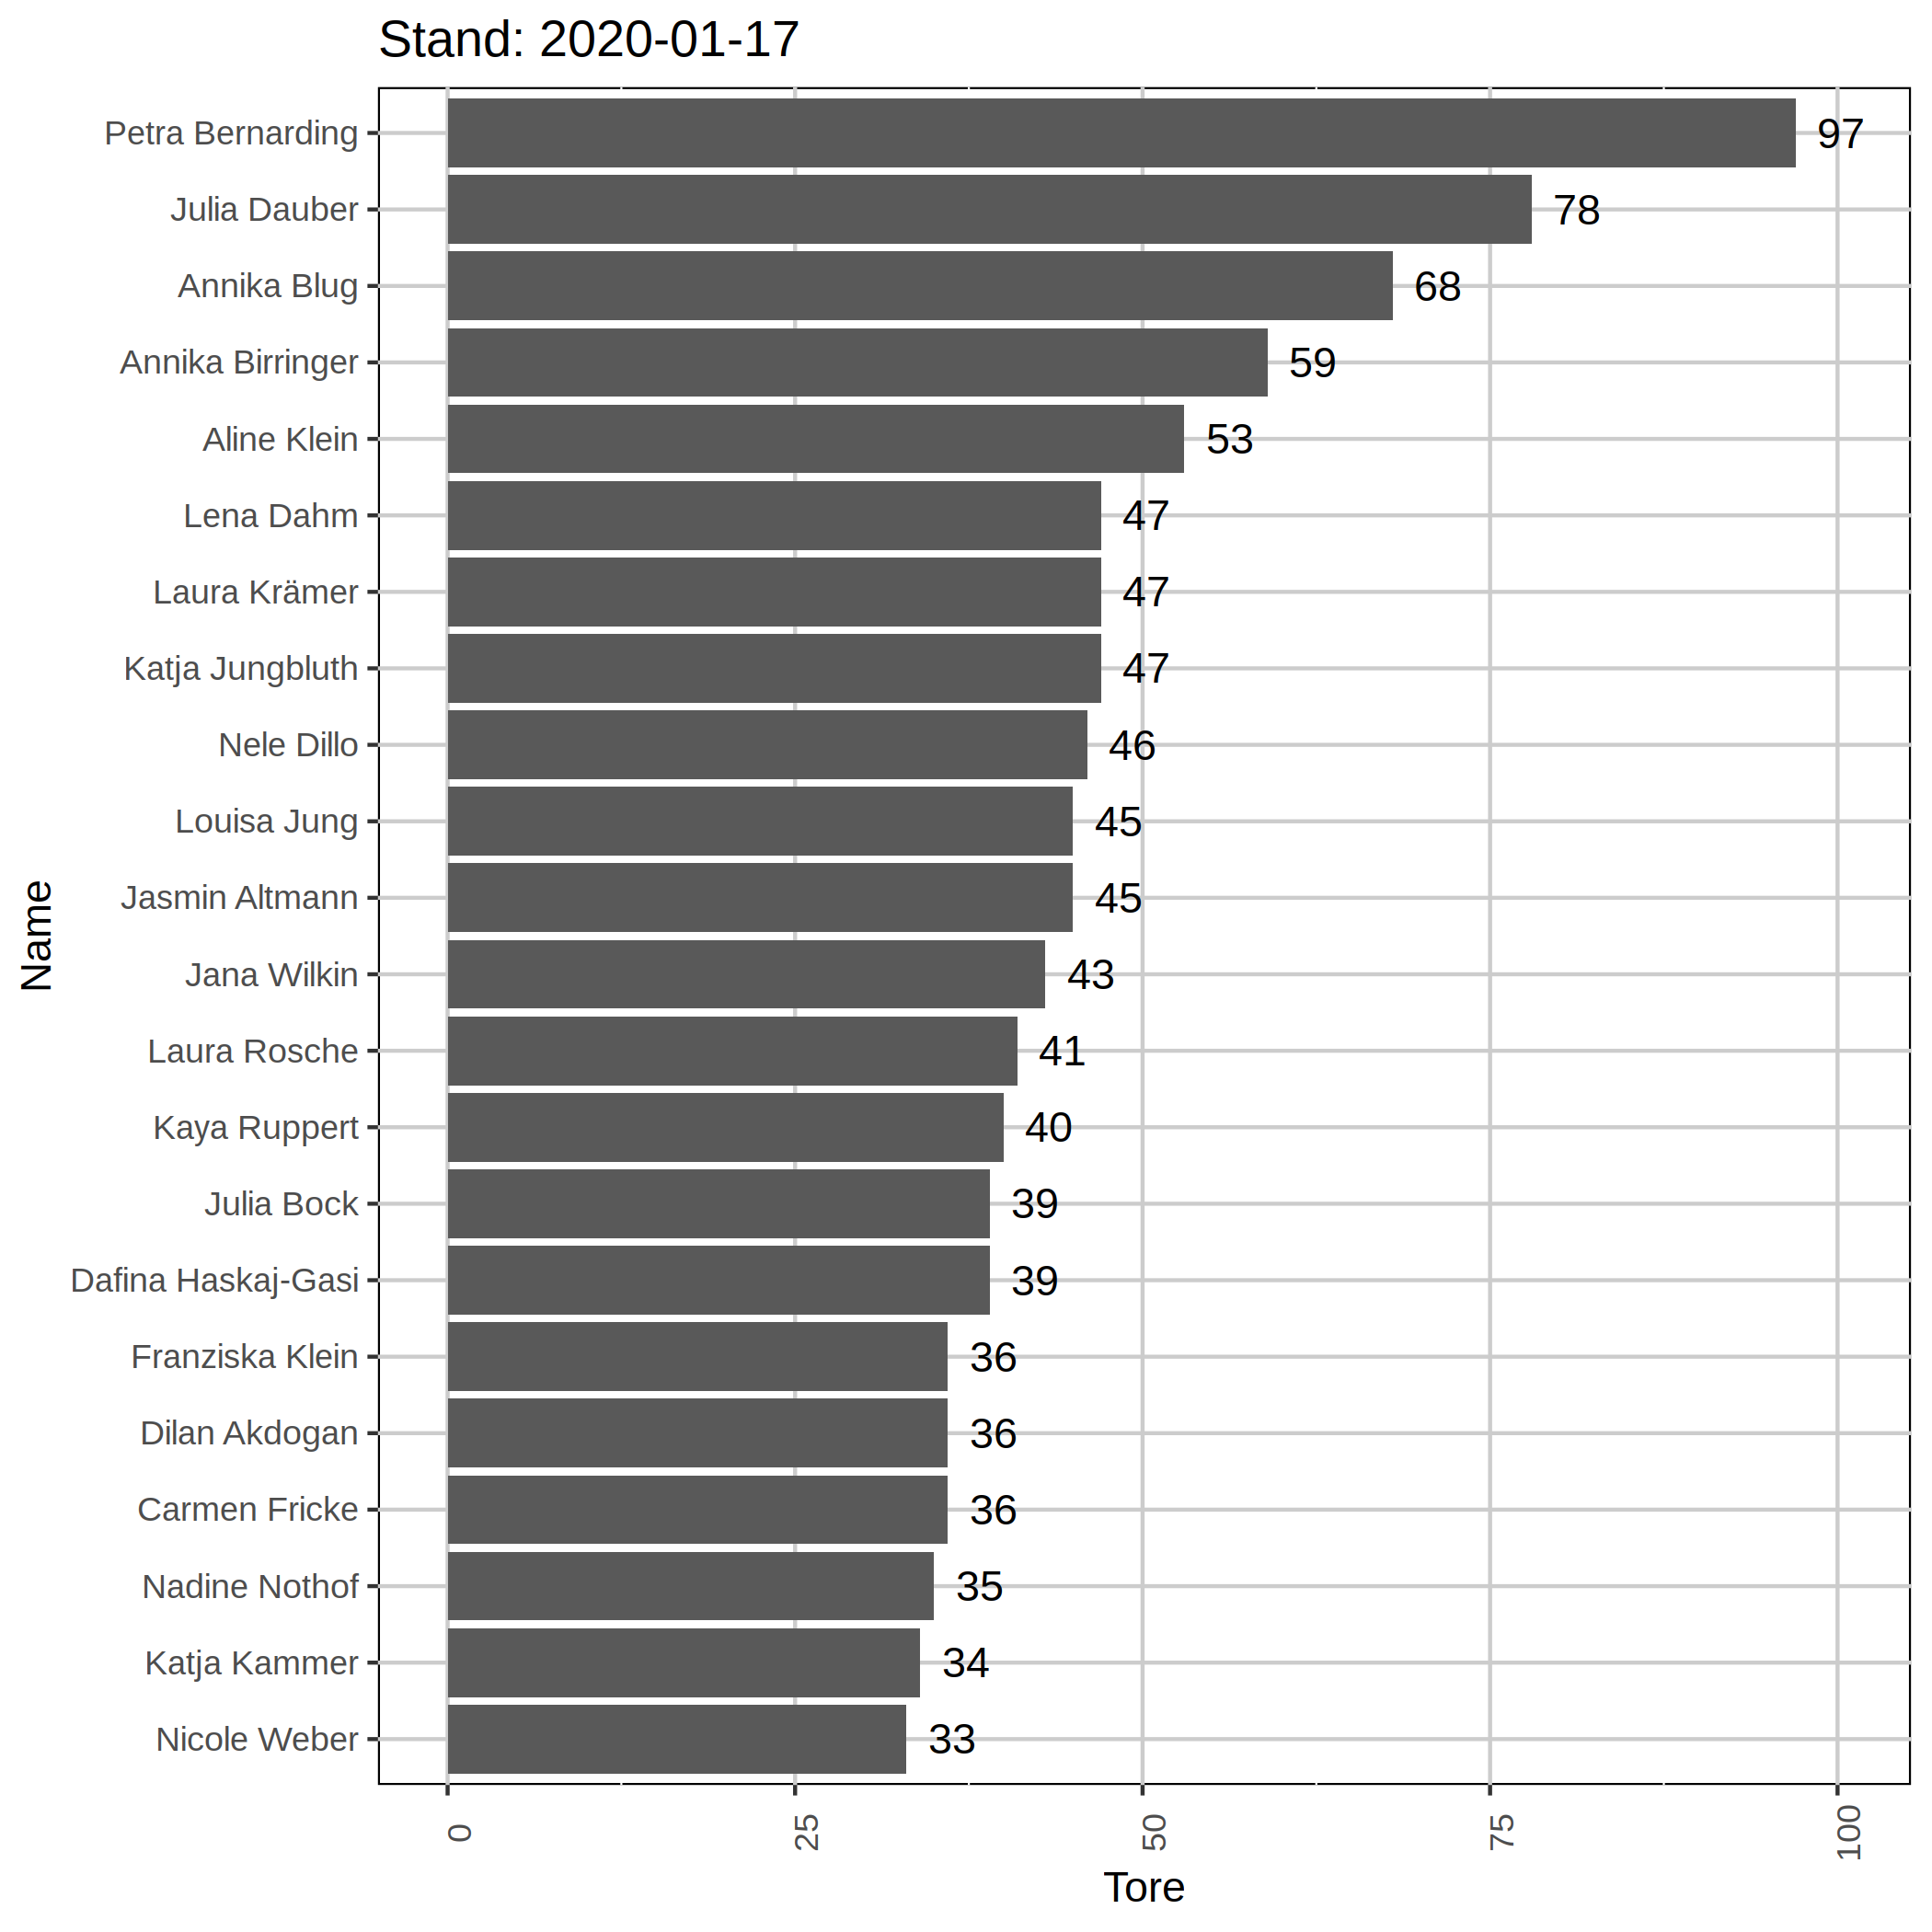 Stand: 2020-01-17
Petra Bernarding 97
Julia Dauber 78
Annika Blug 68
Annika Birringer 59
Aline Klein 53
Lena Dahm 47
Laura Krämer 47
Katja Jungbluth 47
Nele Dillo 46
Louisa Jung 45
Jasmin Altmann 45
Jana Wilkin 43
Laura Rosche 41
Kaya Ruppert 40
Julia Bock 39
Dafina Haskaj-Gasi 39
Franziska Klein 36
Dilan Akdogan 36
Carmen Fricke 36
Nadine Nothof 35
Katja Kammer 34
Nicole Weber 33
Name
0 25 50 75 100
Tore